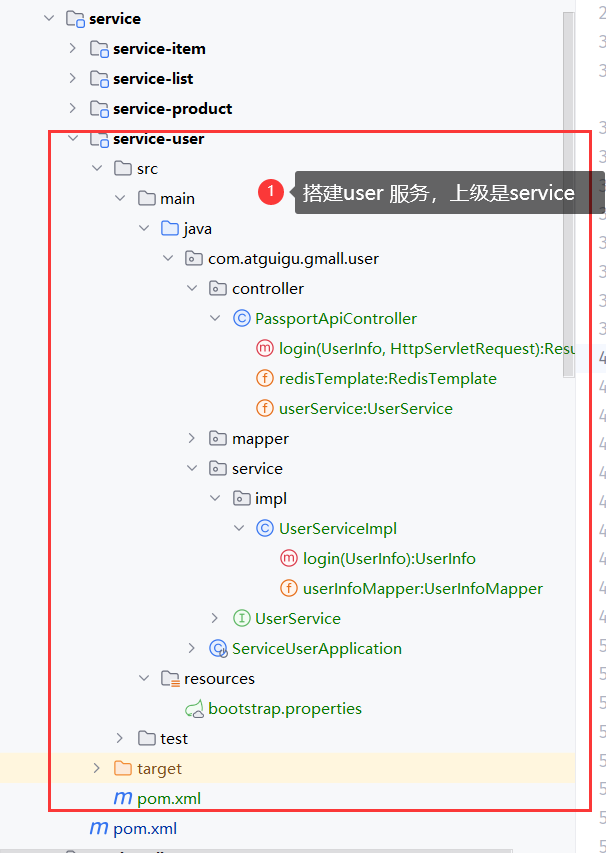 service
service-item
service-list
service-product
service-user
src
1 搭建user 服务，上级是service
main
java
com.atguigu.gmall.user
controller
PassportApiController
login(UserInfo, HttpServletRequest):Resu
redisTemplate:RedisTemplate
userService:UserService
mapper
service
impl
UserServiceImpl
login(UserInfo):UserInfo
userInfoMapper:UserInfoMapper
UserService
ServiceUserApplication
resources
bootstrap.properties
test
target
pom.xml
pom.xml